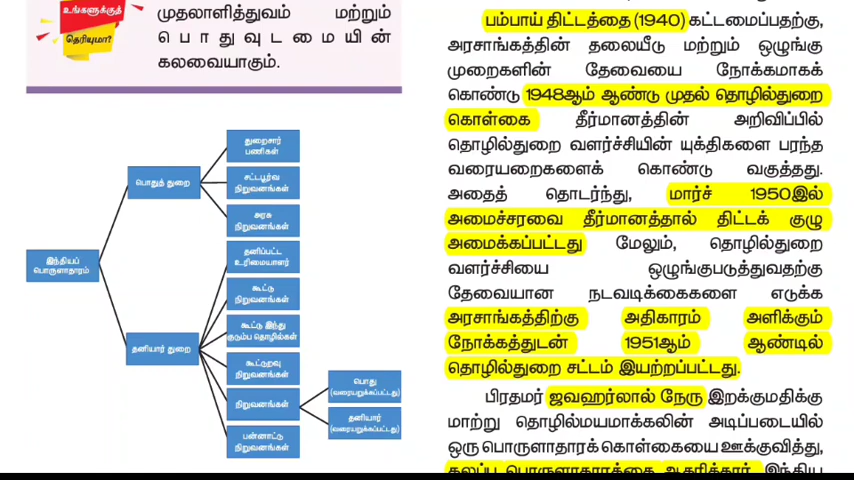 உங்களுக்குத்
தெரியுமா?
முதலாளித்துவம் மற்றும்
பொதுவுடமையின்
கலவையாகும்.
இந்தியப்
பொருளாதாரம்
பொதுத் துறை
தனியார் துறை
துறைசார்
பணிகள்
சட்டபூர்வ
நிறுவனங்கள்
அரசு
நிறுவனங்கள்
தனிப்பட்ட
உரிமையாளர்
கூட்டு
நிறுவனங்கள்
கூட்டு இந்து
குடும்ப தொழில்கள்
கூட்டுறவு
நிறுவனங்கள்
நிறுவனங்கள்
பன்னாட்டு
நிறுவனங்கள்
பொது
(வரையறுக்கப்பட்டது)
தனியார்
(வரையறுக்கப்பட்டது)
பம்பாய் திட்டத்தை (1940) கட்டமைப்பதற்கு,
அரசாங்கத்தின் தலையீடு மற்றும் ஒழுங்கு
முறைகளின் தேவையை நோக்கமாகக்
கொண்டு 1948ஆம் ஆண்டு முதல் தொழில்துறை
கொள்கை தீர்மானத்தின் அறிவிப்பில்
தொழில்துறை வளர்ச்சியின் யுக்திகளை பரந்த
வரையறைகளைக் கொண்டு வகுத்தது.
அதைத் தொடர்ந்து, மார்ச் 1950இல்
அமைச்சரவை தீர்மானத்தால் திட்டக் குழு
அமைக்கப்பட்டது மேலும், தொழில்துறை
வளர்ச்சியை ஒழுங்குபடுத்துவதற்கு
தேவையான நடவடிக்கைகளை எடுக்க
அரசாங்கத்திற்கு அதிகாரம் அளிக்கும்
நோக்கத்துடன் 1951ஆம் ஆண்டில்
தொழில்துறை சட்டம் இயற்றப்பட்டது.
பிரதமர் ஜவஹர்லால் நேரு இறக்குமதிக்கு
மாற்று தொழில்மயமாக்கலின் அடிப்படையில்
ஒரு பொருளாதாரக் கொள்கையை ஊக்குவித்து,
கலப்பு பொருளாதாரத்தை ஆதரித்தார். இந்திய